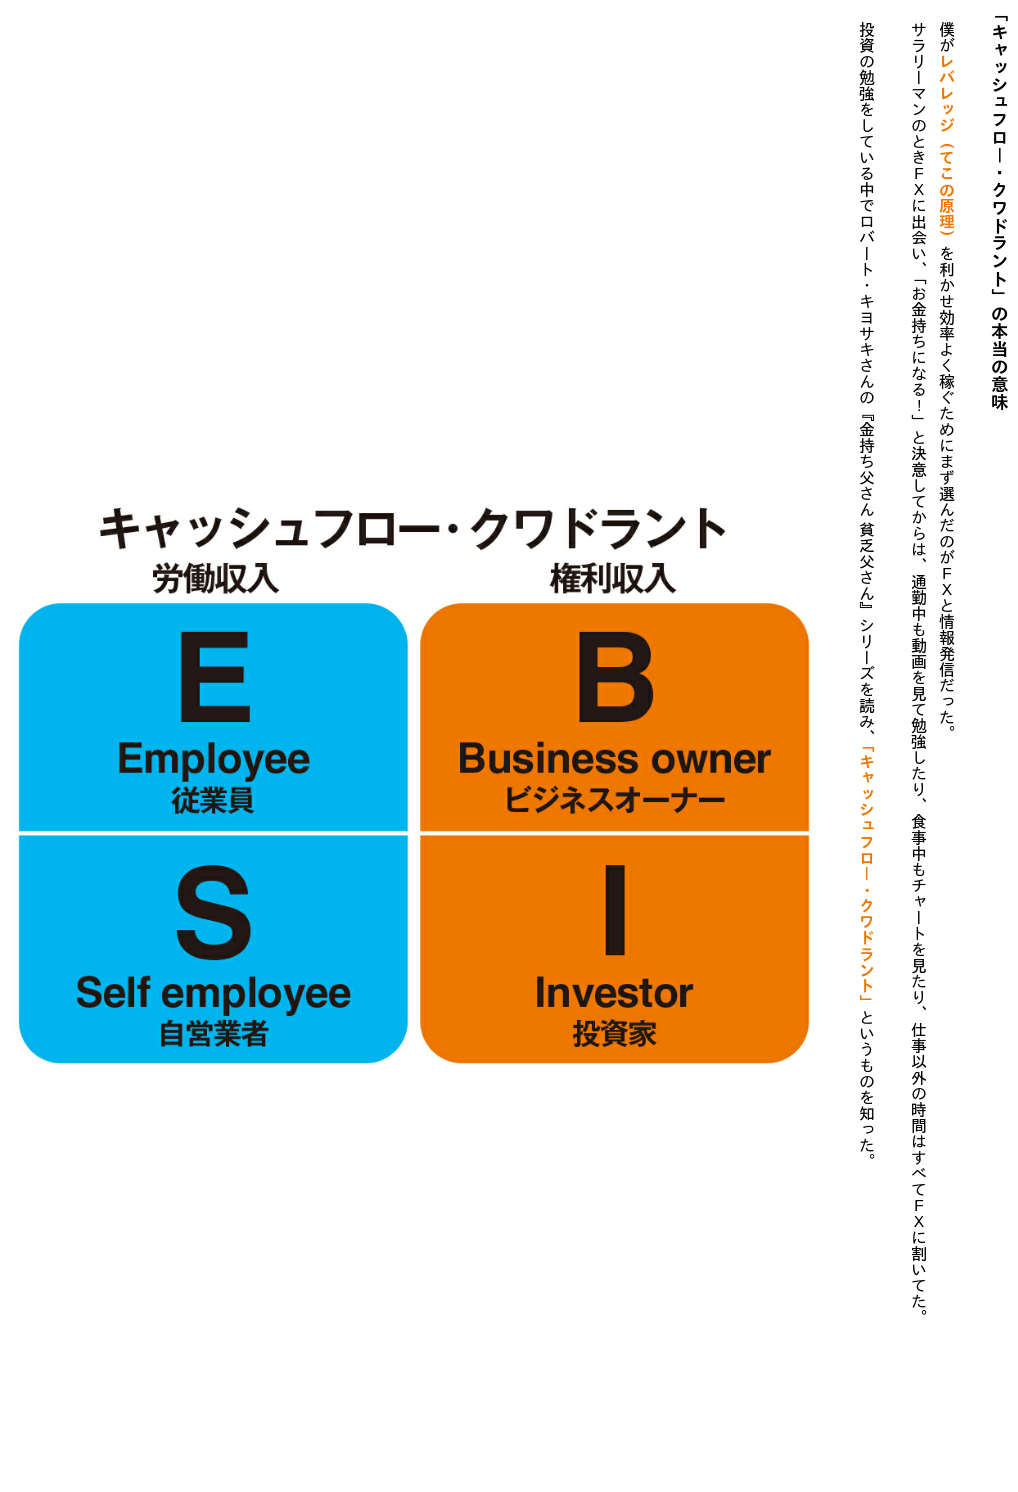 「キャッシュフロー・クワドラント」の本当の意味
僕がレバレッジ（てこの原理）を利かせ効率よく稼ぐためにまず選んだのがＦＸと情報発信だった。
サラリーマンのときＦＸに出会い、「お金持ちになる！」と決意してからは、通勤中も動画を見て勉強したり、食事中もチャートを見たり、仕事以外の時間はすべてＦＸに割いてた。
投資の勉強をしている中でロバート・キヨサキさんの『金持ち父さん 貧乏父さん』シリーズを読み、「キャッシュフロー・クワドラント」というものを知った。
キャッシュフロー・クワドラント
労働収入
権利収入
E
Employee
従業員
B
Business owner
ビジネスオーナー
S
Self employee
自営業者
I
Investor
投資家